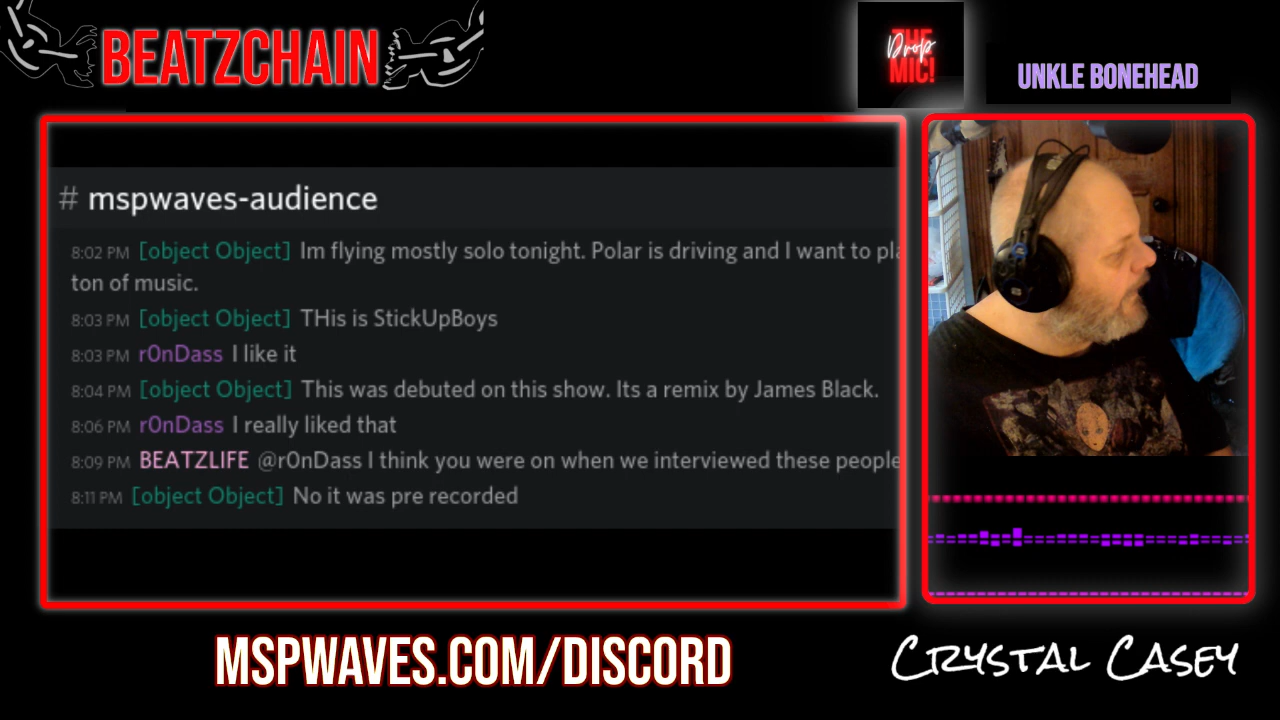 BEATZCHAIN
THE
Drop
MIC!
UNKLE BONEHEAD
# mspwaves-audience
8:02 PM [object Object] Im flying mostly solo tonight. Polar is driving and I want to
ton of music.
8:03 PM [object Object] THis is StickUpBoys
8:03 PM r0nDass I like it
8:04 PM [object Object] This was debuted on this show. Its a remix by James Black.
8:06 PM r0nDass I really liked that
8:09 PM BEATZLIFE @r0nDass I think you were on when we interviewed these people
8:11 PM [object Object] No it was pre recorded
MSPWAVES.COM/DISCORD
CRYSTAL CASEY